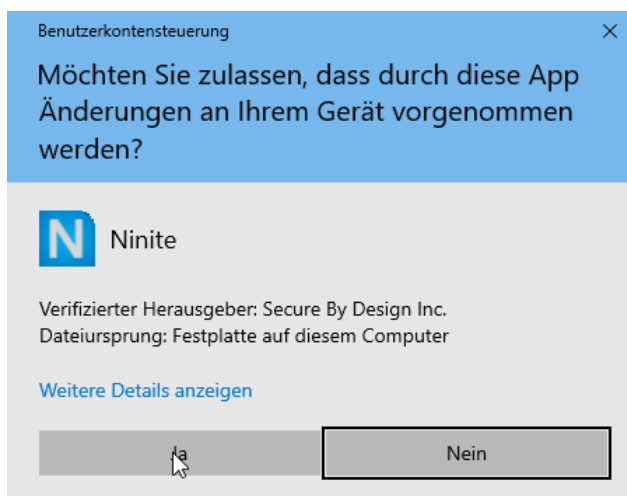 Benutzerkontensteuerung
Möchten Sie zulassen, dass durch diese App
Änderungen an Ihrem Gerät vorgenommen
werden?
N
Ninite
Verifizierter Herausgeber: Secure By Design Inc.
Dateiursprung: Festplatte auf diesem Computer
Weitere Details anzeigen
Ja
Nein